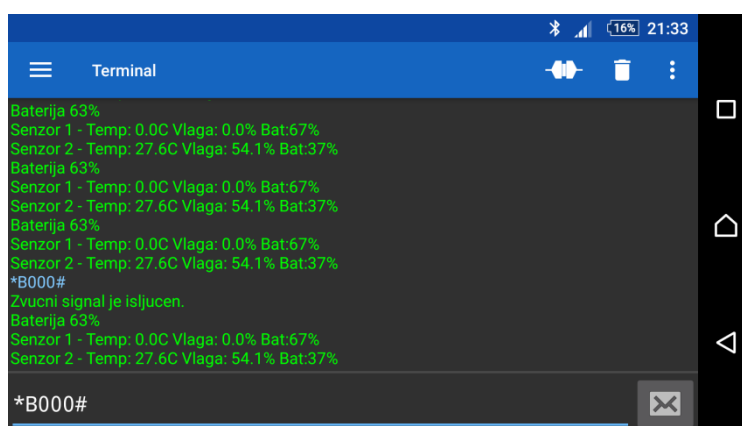 16% 21:33
Terminal
Baterija 63%
Senzor 1 - Temp: 0.0C Vlaga: 0.0% Bat:67%
Senzor 2 - Temp: 27.6C Vlaga: 54.1% Bat:37%
Baterija 63%
Senzor 1 - Temp: 0.0C Vlaga: 0.0% Bat:67%
Senzor 2 - Temp: 27.6C Vlaga: 54.1% Bat:37%
Baterija 63%
Senzor 1 - Temp: 0.0C Vlaga: 0.0% Bat:67%
Senzor 2 - Temp: 27.6C Vlaga: 54.1% Bat:37%
*B000#
Zvucni signal je isljucen.
Baterija 63%
Senzor 1 - Temp: 0.0C Vlaga: 0.0% Bat:67%
Senzor 2 - Temp: 27.6C Vlaga: 54.1% Bat:37%
*B000#